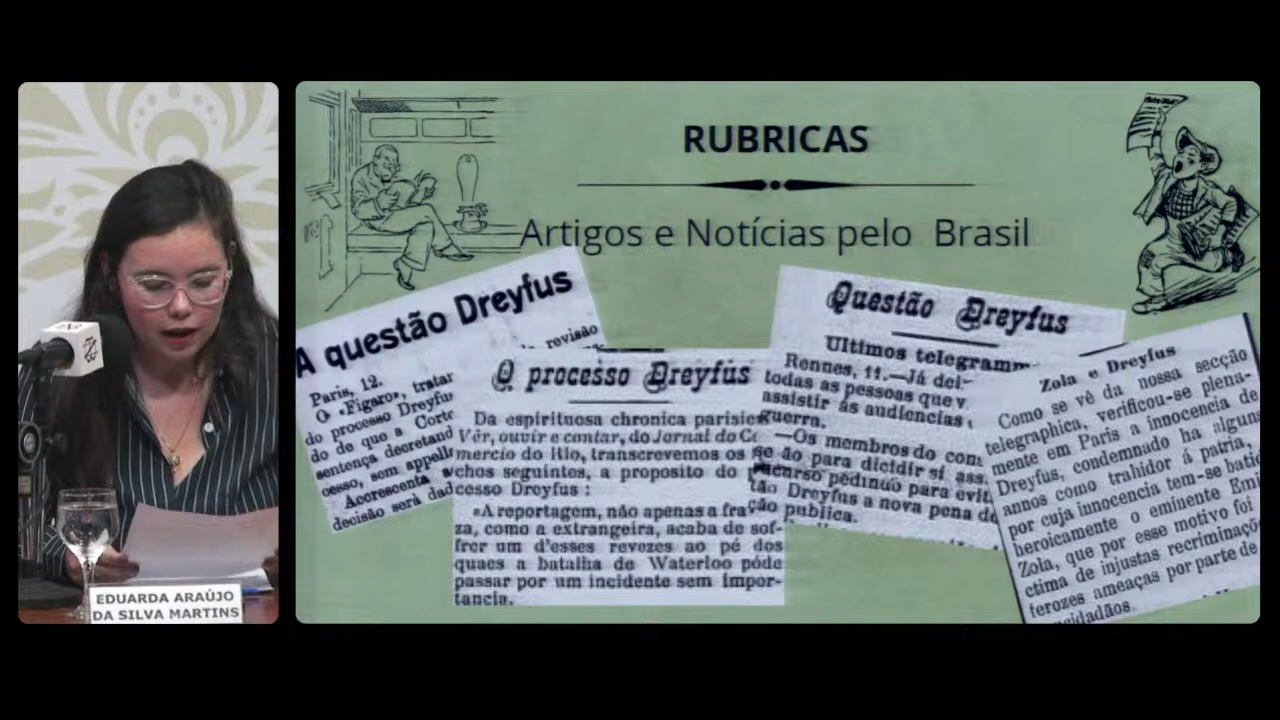 RUBRICAS
Artigos e Notícias pelo Brasil
A questão Dreyfus
revisão
Paris, 12.
O «Figaro», tratar
do processo Dreyfus
do de que a Corte
sentença decretand
cesso, sem appell
Accrescenta
decisão será dad
O processo Dreyfus
Da espirituosa chronica parisie
Vêr, ouvir e contar, do Jornal do Co
mercio do Rio, transcrevemos os
chos seguintes, a proposito do
cesso Dreyfus :
«A reportagem, não apenas a fra
za, como a extrangeira, acaba de sof-
frer um d'esses revezes ao pé dos
quaes a batalha de Waterloo póde
passar por um incidente sem impor-
tancia.
Questão Dreyfus
Ultimos telegramm
Rennes, 11.—Já dei-
todas as pessoas que v
assistir ás audiencias
guerra.
—Os membros do con
ão para dicidir si ass
pedindo para evit
Dreyfus a nova pena de
publica.
Zola e Dreyfus
Como se vê da nossa secção
telegraphica, verificou-se plena-
mente em Paris a innocencia de
Dreyfus, condemnado ha alguns
annos como trahidor á patria,
por cuja innocencia tem-se batid
heroicamente o eminente Emi
Zola, que por esse motivo foi
ctima de injustas recriminaçõ
ferozes ameaças por parte de
cidadãos.
EDUARDA ARAÚJO
DA SILVA MARTINS